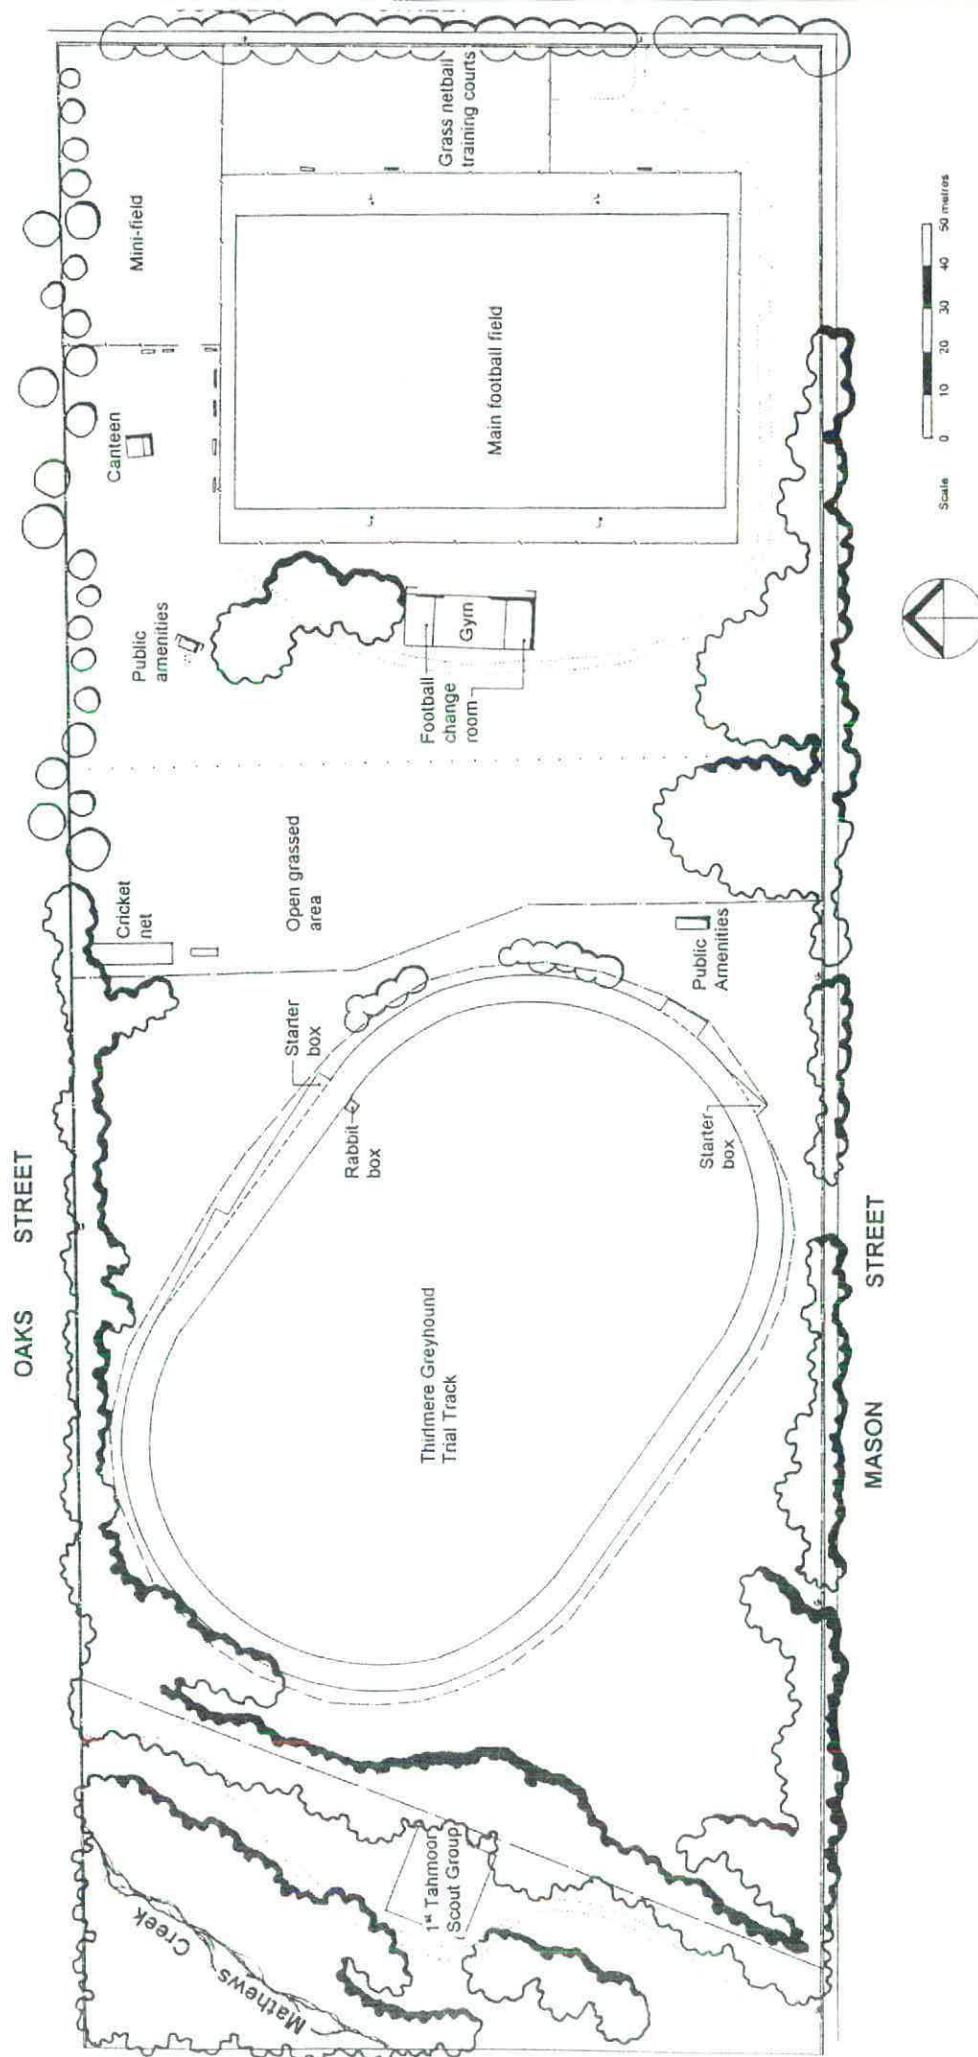 OAKS STREET
Mini-field
Grass netball
training courts
Canteen
Main football field
Public
amenities
Gym
Football
change
room
Cricket
net
Open grassed
area
Public
Amenities
Starter
box
Rabbit
box
Starter
box
Thirlmere Greyhound
Trial Track
1st Tahmoor
Scout Group
Mathews Creek
MASON STREET
Scale 0 10 20 30 40 50 metres